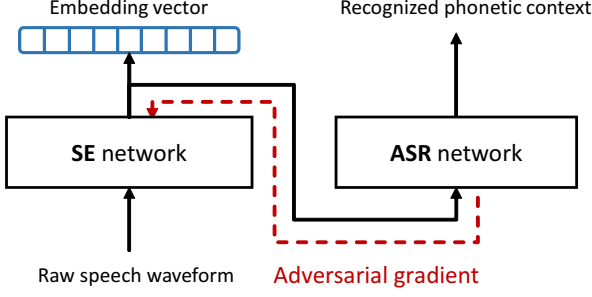 Embedding vector
Recognized phonetic context
SE network
ASR network
Raw speech waveform
Adversarial gradient